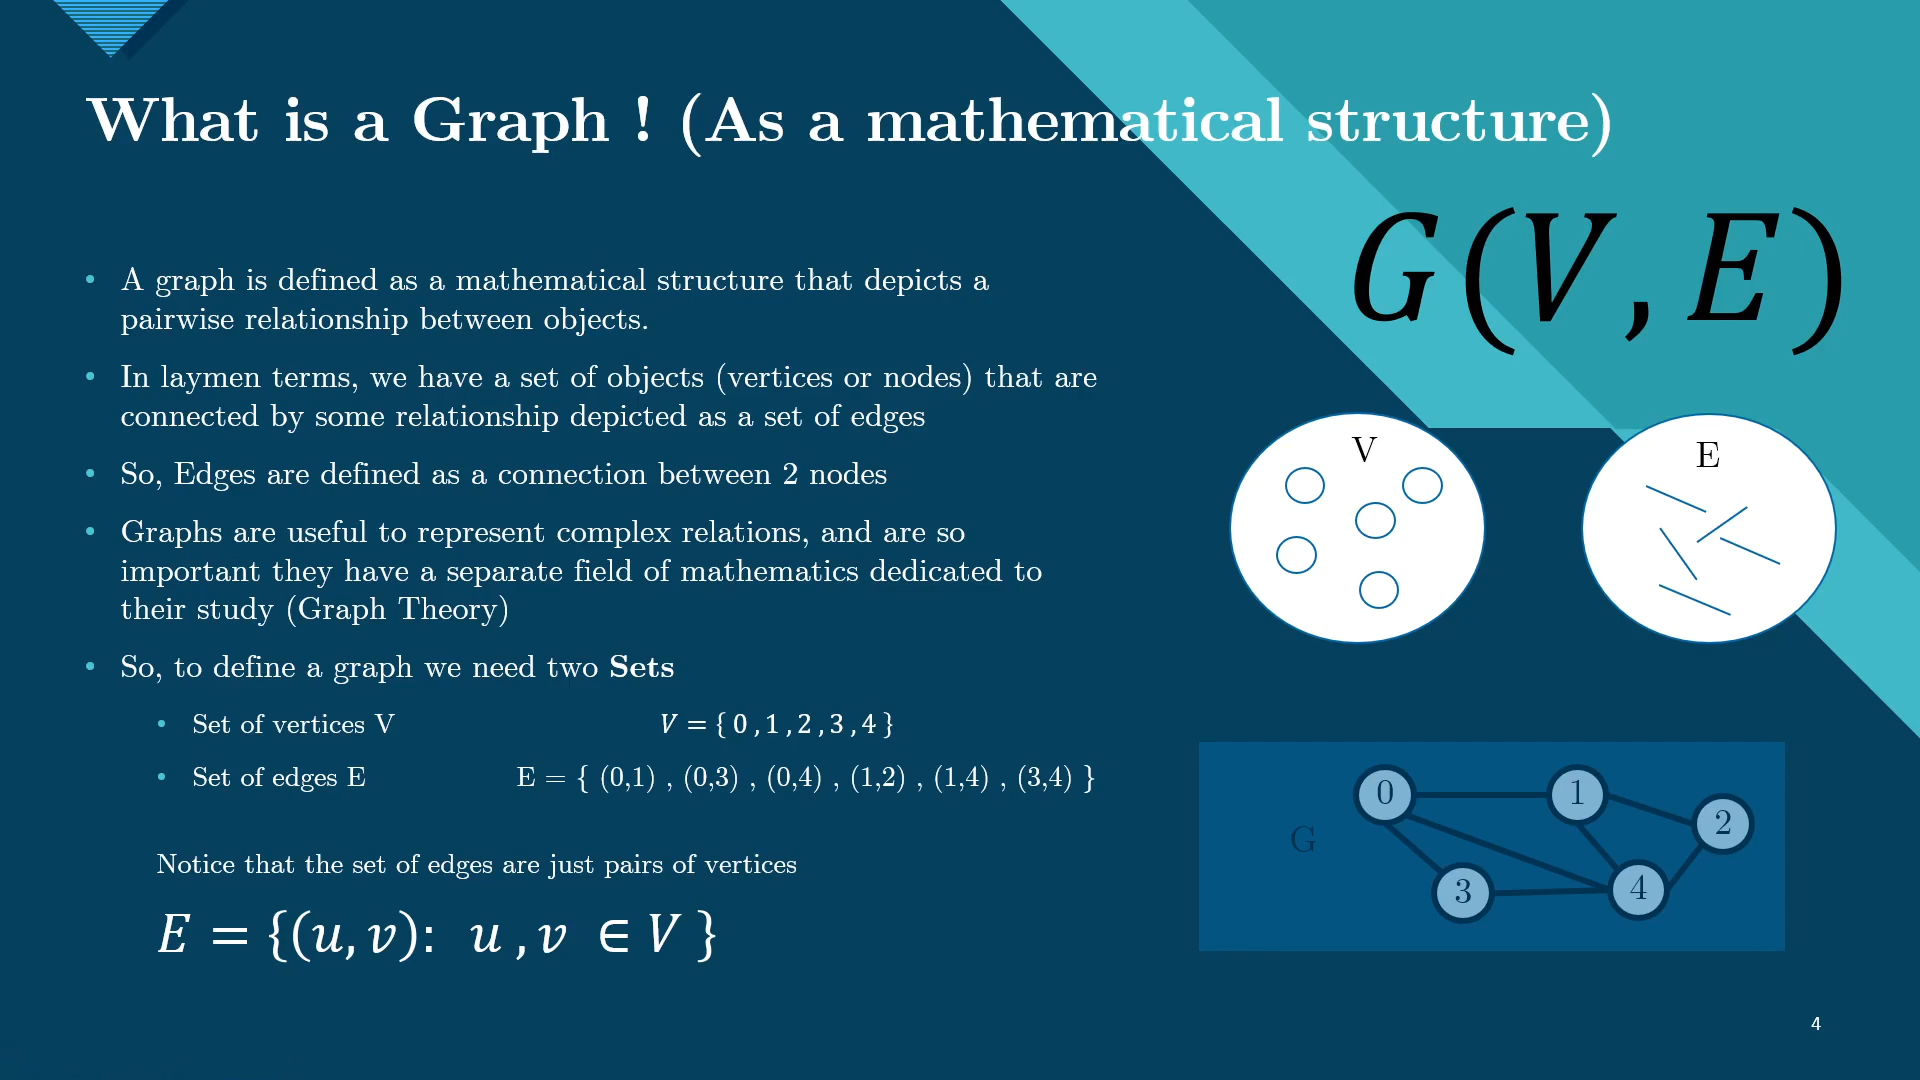 What is a Graph ! (As a mathematical structure)
G(V,E)
• A graph is defined as a mathematical structure that depicts a
pairwise relationship between objects.
• In laymen terms, we have a set of objects (vertices or nodes) that are
connected by some relationship depicted as a set of edges
• So, Edges are defined as a connection between 2 nodes
• Graphs are useful to represent complex relations, and are so
important they have a separate field of mathematics dedicated to
their study (Graph Theory)
• So, to define a graph we need two Sets
• Set of vertices V V = { 0 , 1 , 2 , 3 , 4 }
• Set of edges E E = { (0,1) , (0,3) , (0,4) , (1,2) , (1,4) , (3,4) }
Notice that the set of edges are just pairs of vertices
E = {(u, v): u , v ∈ V }
V
E
G
0
1
2
3
4
4